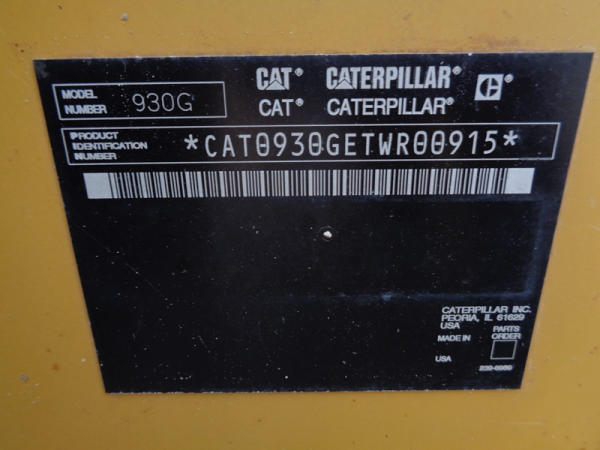 CAT® CATERPILLAR® C®
MODEL NUMBER 930G
CAT® CATERPILLAR®
PRODUCT IDENTIFICATION NUMBER *CAT0930GETWR00915*
CATERPILLAR INC.
PEORIA, IL 61629
USA
PARTS ORDER
MADE IN
USA